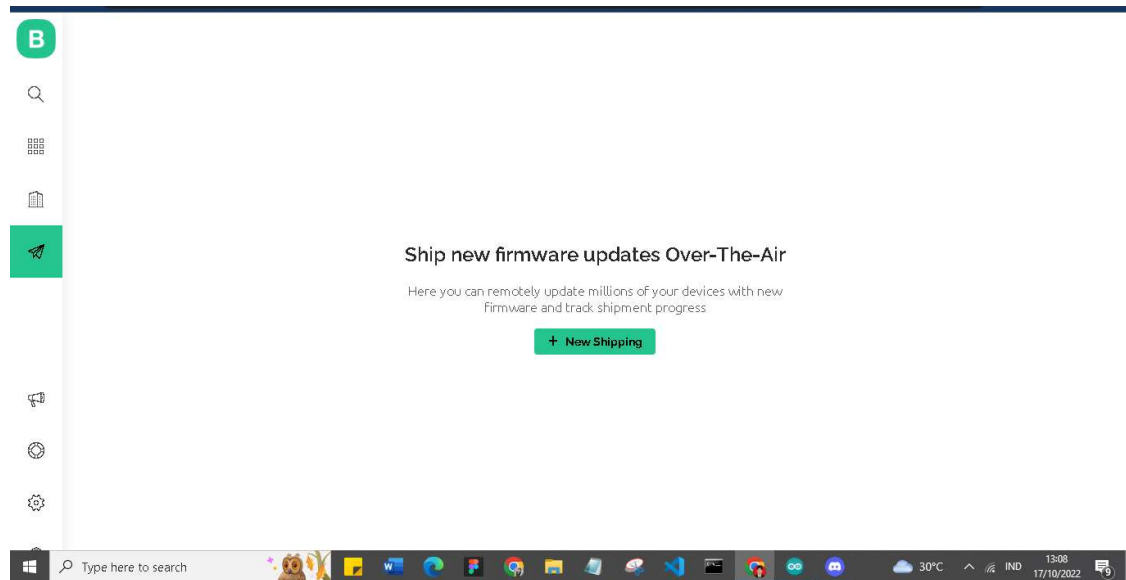 B
Ship new firmware updates Over-The-Air
Here you can remotely update millions of your devices with new
firmware and track shipment progress
+ New Shipping
Type here to search
30°C
IND
13:08
17/10/2022
9